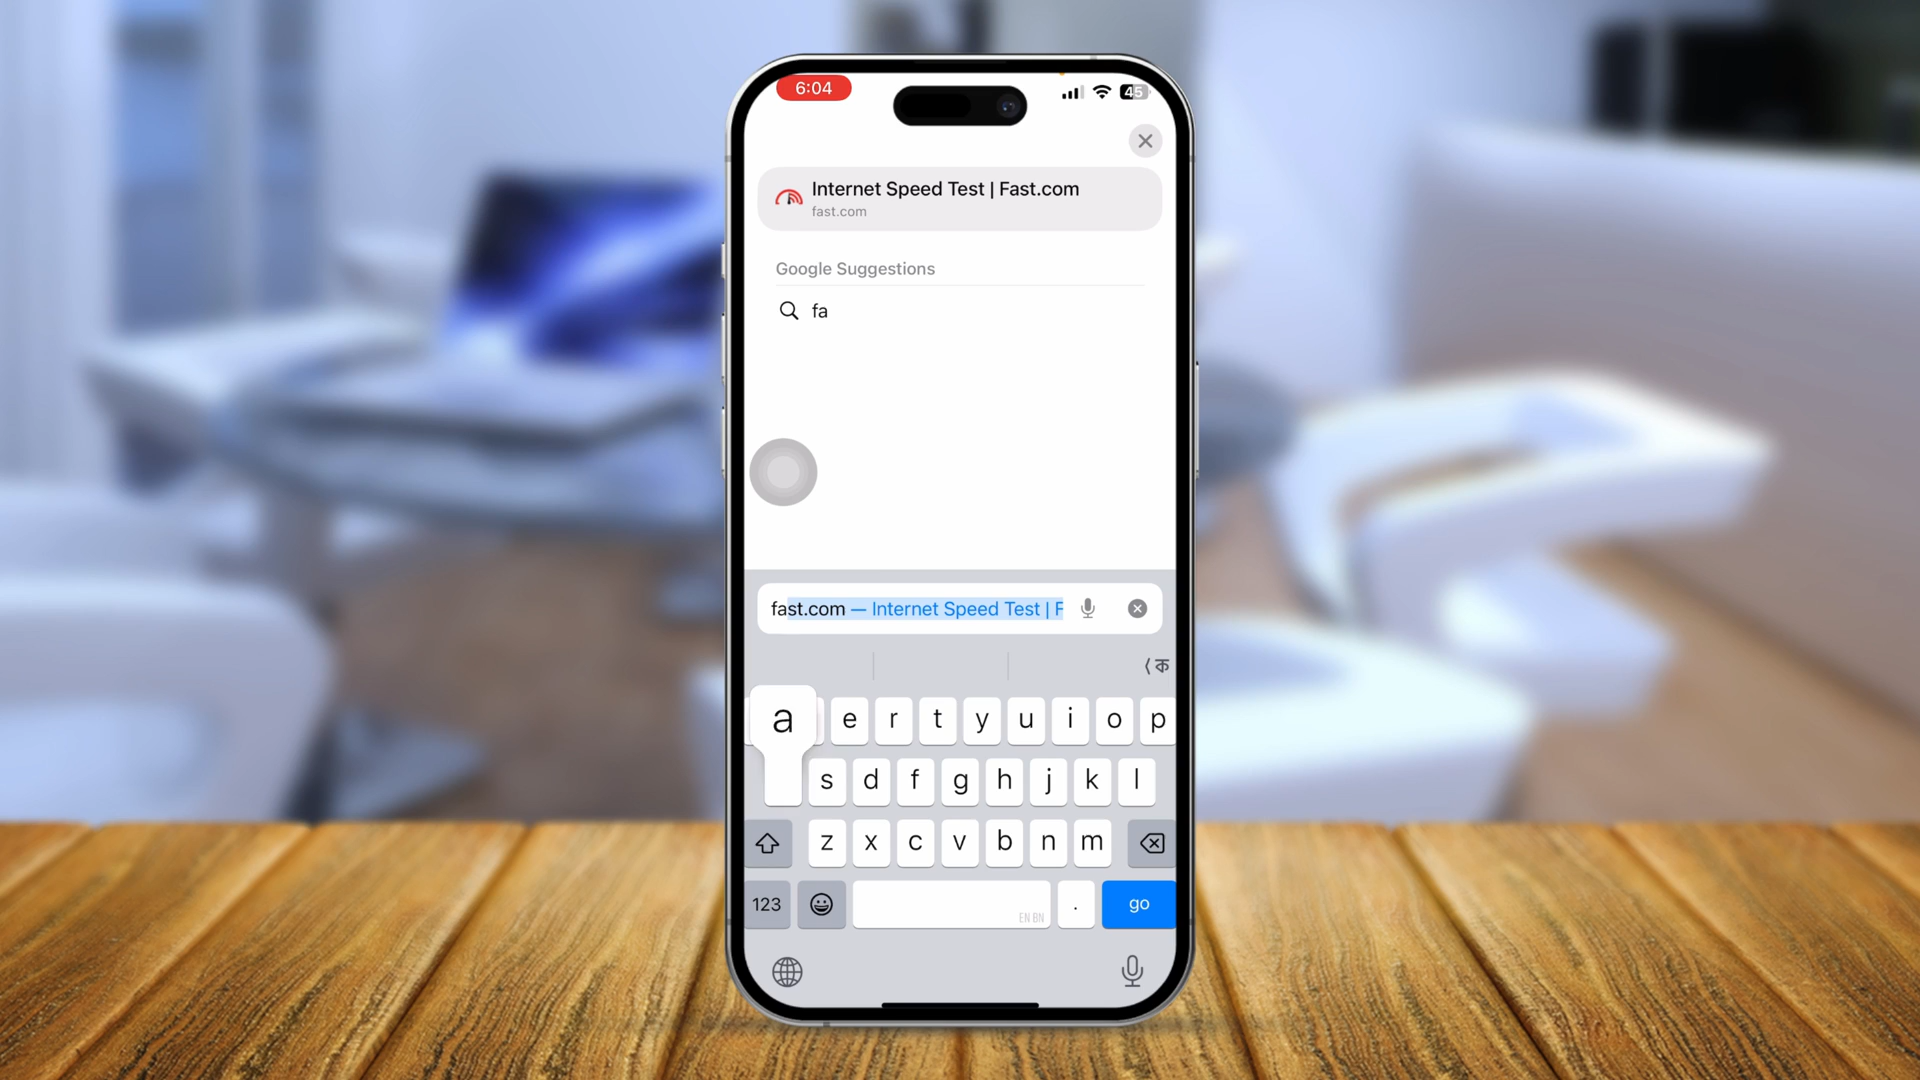 6:04
45
Internet Speed Test | Fast.com
fast.com
Google Suggestions
fa
fast.com — Internet Speed Test | F
⟨ क
a e r t y u i o p
s d f g h j k l
z x c v b n m
123 EN BN . go